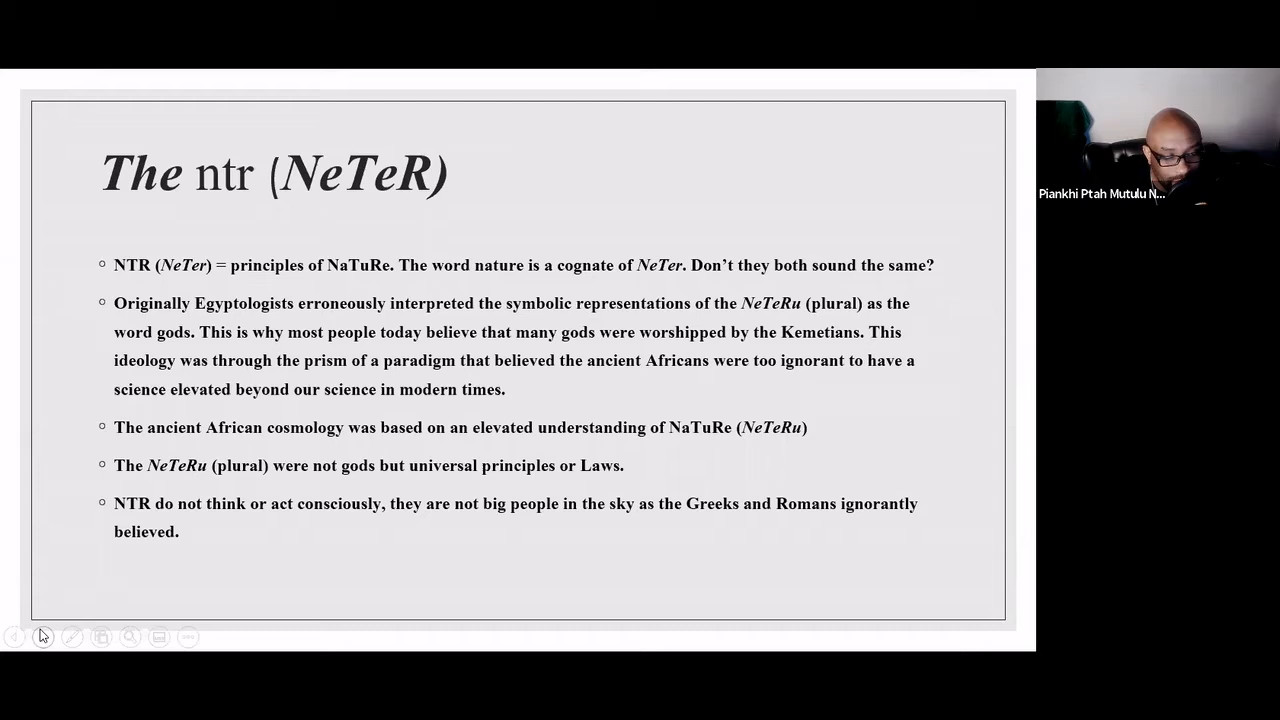 The ntr (NeTeR)
NTR (NeTer) = principles of NaTuRe. The word nature is a cognate of NeTer. Don't they both sound the same?
Originally Egyptologists erroneously interpreted the symbolic representations of the NeTeRu (plural) as the
word gods. This is why most people today believe that many gods were worshipped by the Kemetians. This
ideology was through the prism of a paradigm that believed the ancient Africans were too ignorant to have a
science elevated beyond our science in modern times.
The ancient African cosmology was based on an elevated understanding of NaTuRe (NeTeRu)
The NeTeRu (plural) were not gods but universal principles or Laws.
NTR do not think or act consciously, they are not big people in the sky as the Greeks and Romans ignorantly
believed.
Piankhi Ptah Mutulu N...